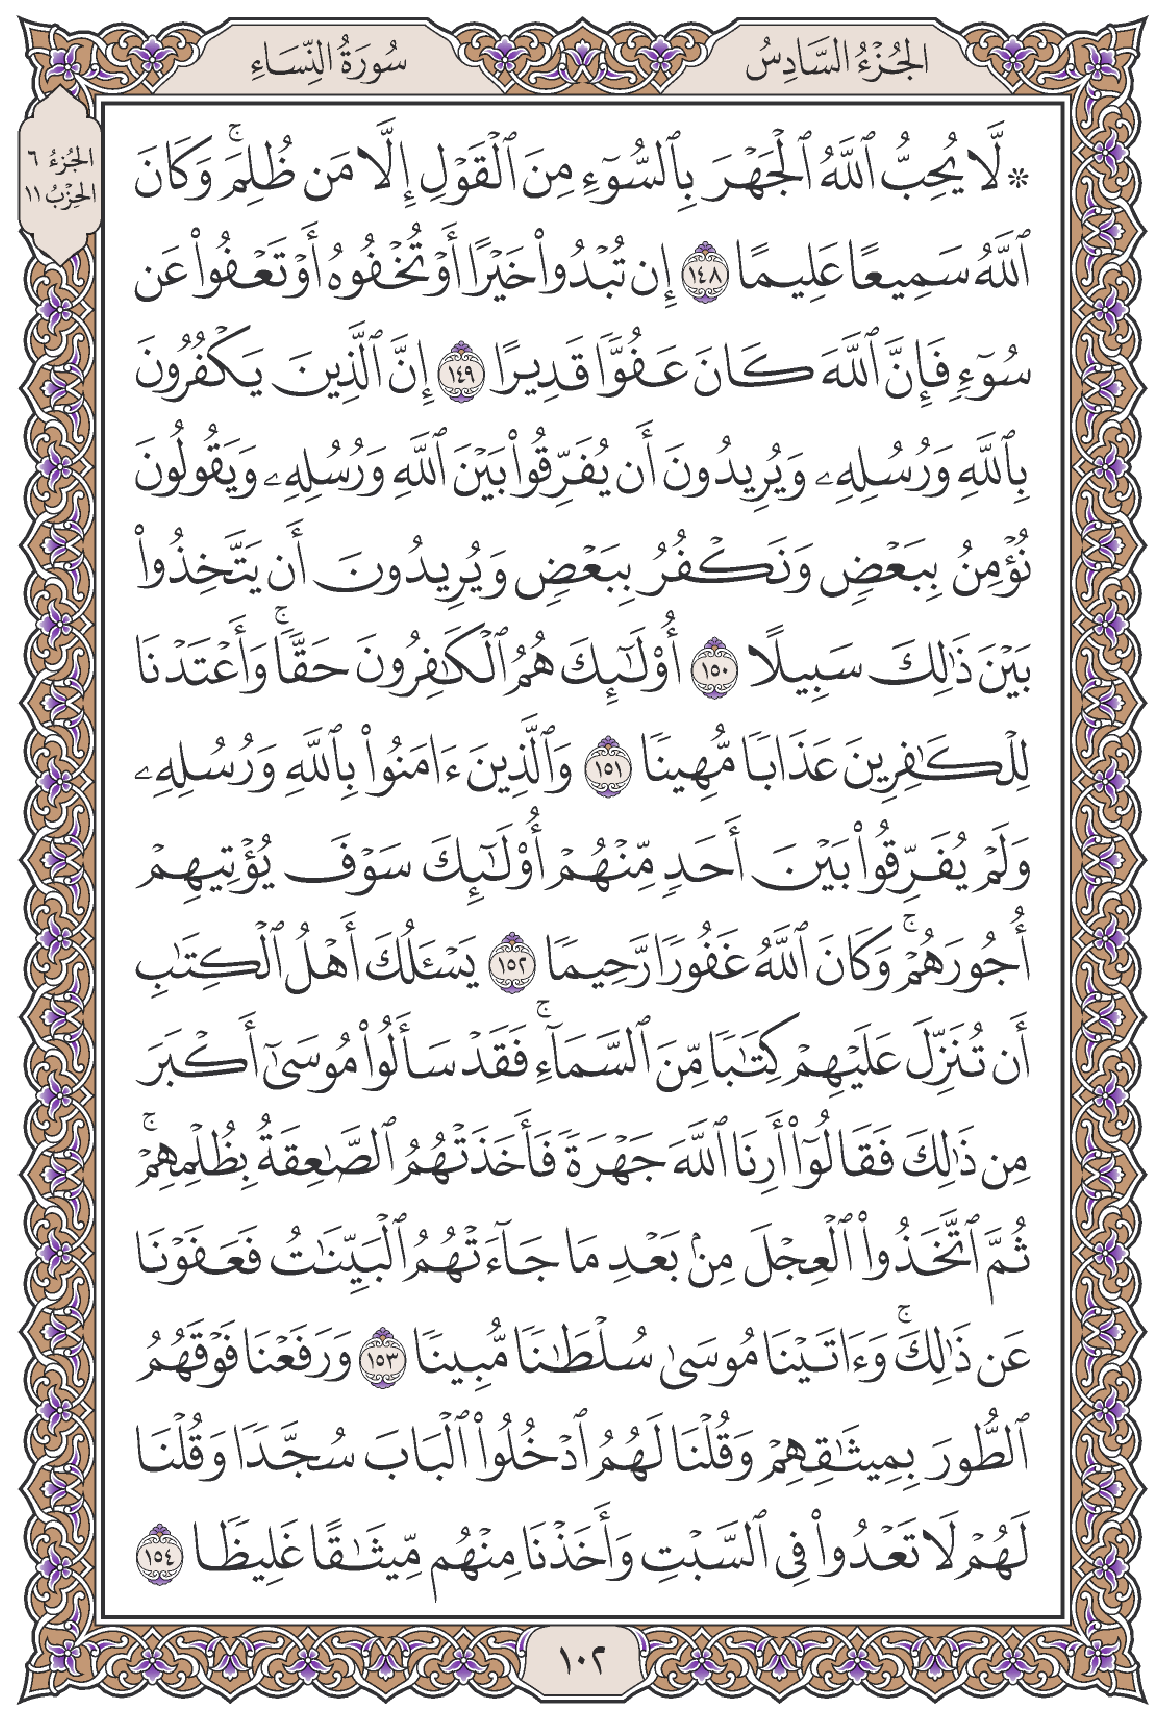 الجُزْءُ السَّادِسُ
سُورَةُ النِّسَاءِ
الجُزءُ ٦
الحِزْبُ ١١
۞ لَّا يُحِبُّ ٱللَّهُ ٱلْجَهْرَ بِٱلسُّوٓءِ مِنَ ٱلْقَوْلِ إِلَّا مَن ظُلِمَۚ وَكَانَ
ٱللَّهُ سَمِيعًا عَلِيمًا ١٤٨ إِن تُبْدُوا۟ خَيْرًا أَوْ تُخْفُوهُ أَوْ تَعْفُوا۟ عَن
سُوٓءٍ فَإِنَّ ٱللَّهَ كَانَ عَفُوًّا قَدِيرًا ١٤٩ إِنَّ ٱلَّذِينَ يَكْفُرُونَ
بِٱللَّهِ وَرُسُلِهِۦ وَيُرِيدُونَ أَن يُفَرِّقُوا۟ بَيْنَ ٱللَّهِ وَرُسُلِهِۦ وَيَقُولُونَ
نُؤْمِنُ بِبَعْضٍ وَنَكْفُرُ بِبَعْضٍ وَيُرِيدُونَ أَن يَتَّخِذُوا۟
بَيْنَ ذَٰلِكَ سَبِيلًا ١٥٠ أُو۟لَـٰٓئِكَ هُمُ ٱلْكَـٰفِرُونَ حَقًّاۚ وَأَعْتَدْنَا
لِلْكَـٰفِرِينَ عَذَابًا مُّهِينًا ١٥١ وَٱلَّذِينَ ءَامَنُوا۟ بِٱللَّهِ وَرُسُلِهِۦ
وَلَمْ يُفَرِّقُوا۟ بَيْنَ أَحَدٍ مِّنْهُمْ أُو۟لَـٰٓئِكَ سَوْفَ يُؤْتِيهِمْ
أُجُورَهُمْۚ وَكَانَ ٱللَّهُ غَفُورًا رَّحِيمًا ١٥٢ يَسْـَٔلُكَ أَهْلُ ٱلْكِتَـٰبِ
أَن تُنَزِّلَ عَلَيْهِمْ كِتَـٰبًا مِّنَ ٱلسَّمَآءِۚ فَقَدْ سَأَلُوا۟ مُوسَىٰٓ أَكْبَرَ
مِن ذَٰلِكَ فَقَالُوٓا۟ أَرِنَا ٱللَّهَ جَهْرَةً فَأَخَذَتْهُمُ ٱلصَّـٰعِقَةُ بِظُلْمِهِمْۚ
ثُمَّ ٱتَّخَذُوا۟ ٱلْعِجْلَ مِنۢ بَعْدِ مَا جَآءَتْهُمُ ٱلْبَيِّنَـٰتُ فَعَفَوْنَا
عَن ذَٰلِكَۚ وَءَاتَيْنَا مُوسَىٰ سُلْطَـٰنًا مُّبِينًا ١٥٣ وَرَفَعْنَا فَوْقَهُمُ
ٱلطُّورَ بِمِيثَـٰقِهِمْ وَقُلْنَا لَهُمُ ٱدْخُلُوا۟ ٱلْبَابَ سُجَّدًا وَقُلْنَا
لَهُمْ لَا تَعْدُوا۟ فِى ٱلسَّبْتِ وَأَخَذْنَا مِنْهُم مِّيثَـٰقًا غَلِيظًا ١٥٤
١٠٢